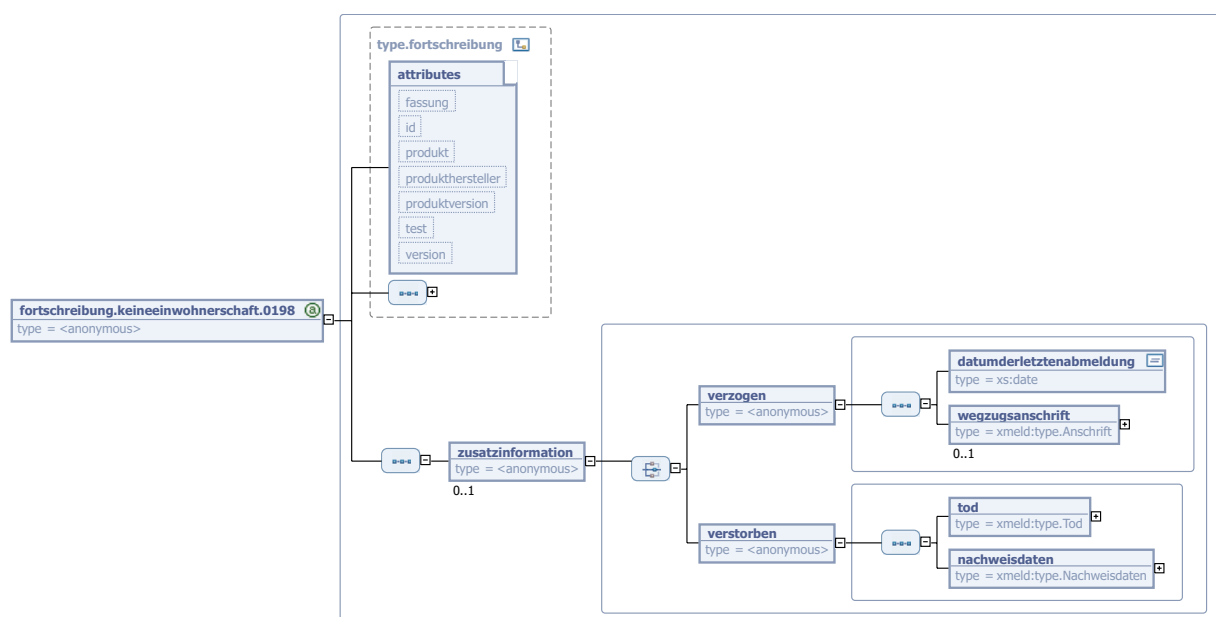 type.fortschreibung
attributes
fassung
id
produkt
produkthersteller
produktversion
test
version
fortschreibung.keineeinwohnerschaft.0198 a
type = <anonymous>
zusatzinformation
type = <anonymous>
0..1
verzogen
type = <anonymous>
datumderletztenabmeldung
type = xs:date
wegzugsanschrift
type = xmeld:type.Anschrift
0..1
verstorben
type = <anonymous>
tod
type = xmeld:type.Tod
nachweisdaten
type = xmeld:type.Nachweisdaten